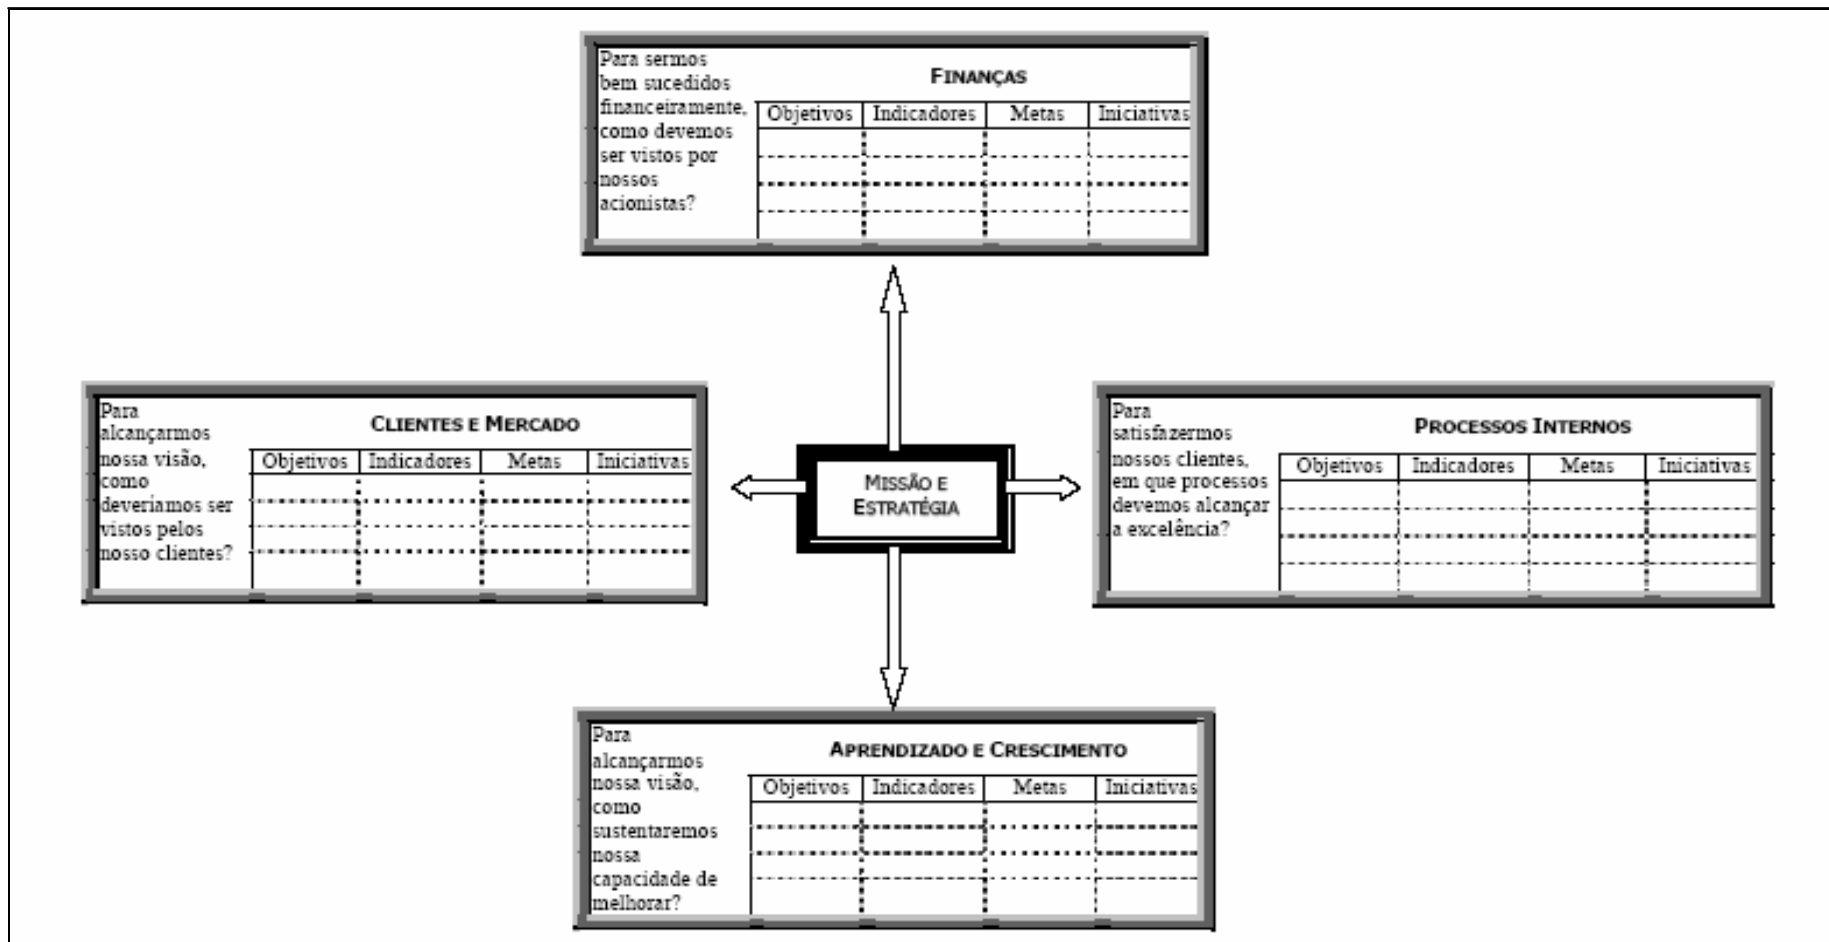 Para sermos
bem sucedidos
financeiramente,
como devemos
ser vistos por
nossos
acionistas?
FINANÇAS
Objetivos Indicadores Metas Iniciativas
Para
alcançarmos
nossa visão,
como
deveríamos ser
vistos pelos
nosso clientes?
CLIENTES E MERCADO
Objetivos Indicadores Metas Iniciativas
MISSÃO E
ESTRATÉGIA
Para
satisfazermos
nossos clientes,
em que processos
devemos alcançar
a excelência?
PROCESSOS INTERNOS
Objetivos Indicadores Metas Iniciativas
Para
alcançarmos
nossa visão,
como
sustentaremos
nossa
capacidade de
melhorar?
APRENDIZADO E CRESCIMENTO
Objetivos Indicadores Metas Iniciativas